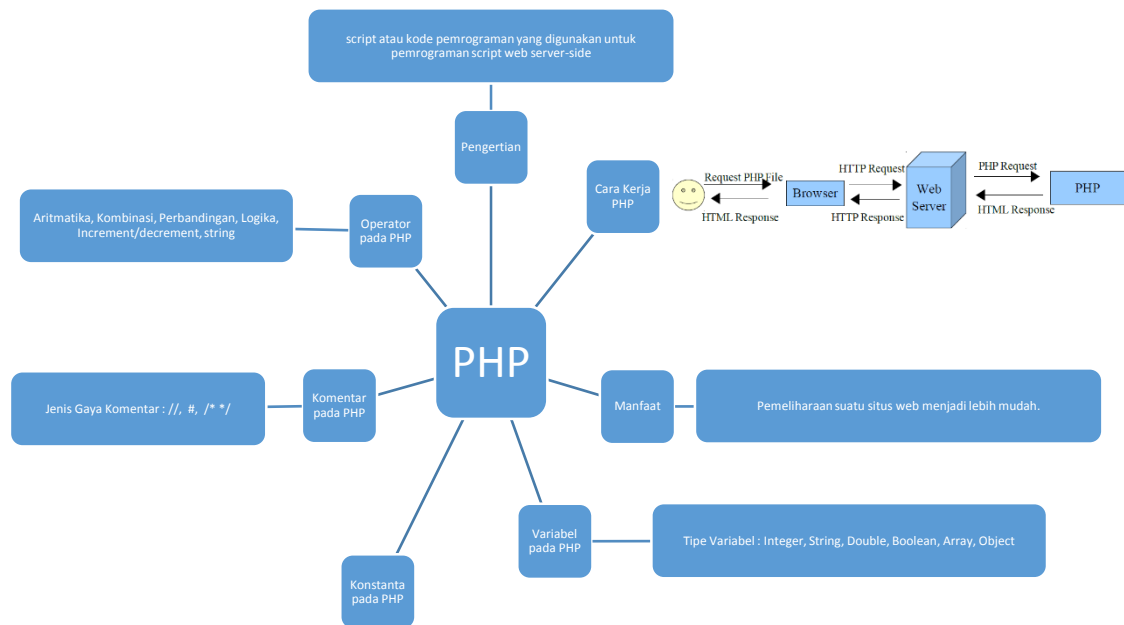 script atau kode pemrograman yang digunakan untuk
pemrograman script web server-side
Pengertian
Cara Kerja
PHP
Request PHP File
HTML Response
Browser
HTTP Request
HTTP Response
Web
Server
PHP Request
HTML Response
PHP
Aritmatika, Kombinasi, Perbandingan, Logika,
Increment/decrement, string
Operator
pada PHP
PHP
Jenis Gaya Komentar : //, #, /* */
Komentar
pada PHP
Manfaat
Pemeliharaan suatu situs web menjadi lebih mudah.
Variabel
pada PHP
Tipe Variabel : Integer, String, Double, Boolean, Array, Object
Konstanta
pada PHP